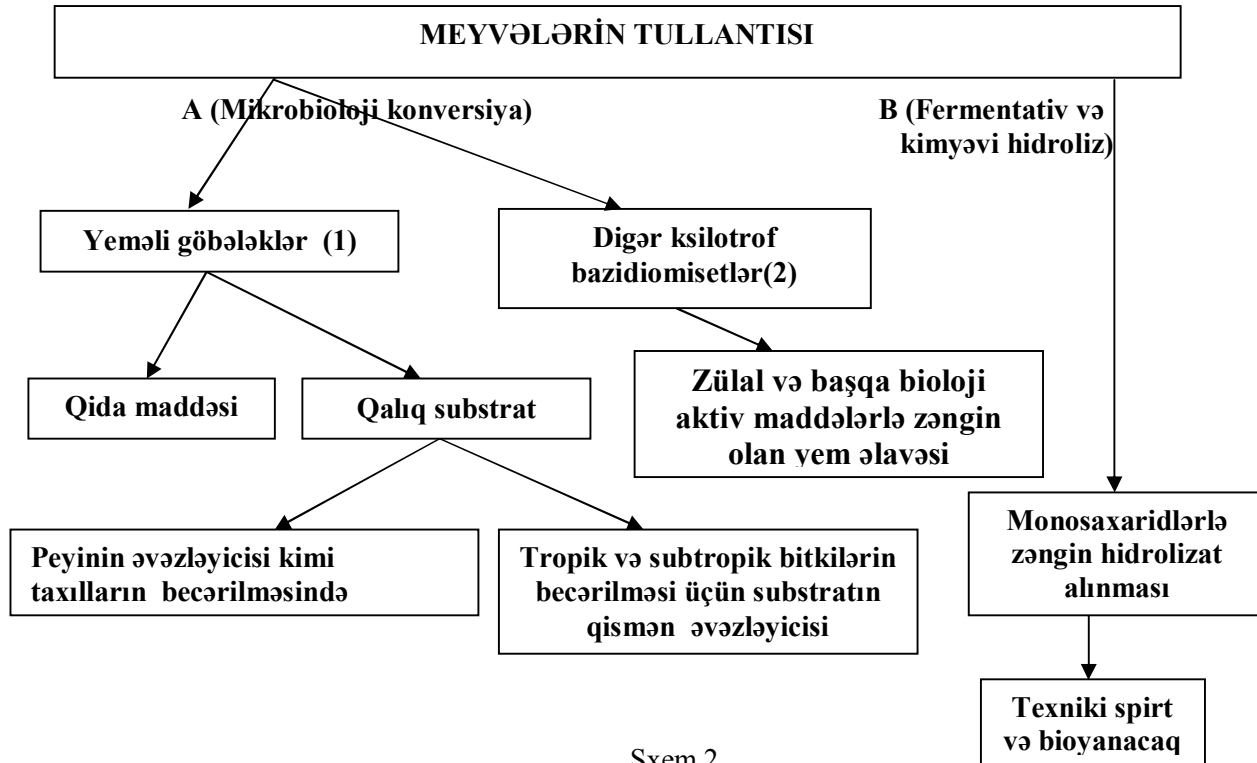 MEYVƏLƏRİN TULLANTISI
A (Mikrobioloji konversiya)
B (Fermentativ və
kimyəvi hidroliz)
Yeməli göbələklər (1)
Digər ksilotrof
bazidiomisetlər(2)
Qida maddəsi
Qalıq substrat
Zülal və başqa bioloji
aktiv maddələrlə zəngin
olan yem əlavəsi
Peyinin əvəzləyicisi kimi
taxılların becərilməsində
Tropik və subtropik bitkilərin
becərilməsi üçün substratın
qismən əvəzləyicisi
Monosaxaridlərlə
zəngin hidrolizat
alınması
Texniki spirt
və bioyanacaq
Sxem 2